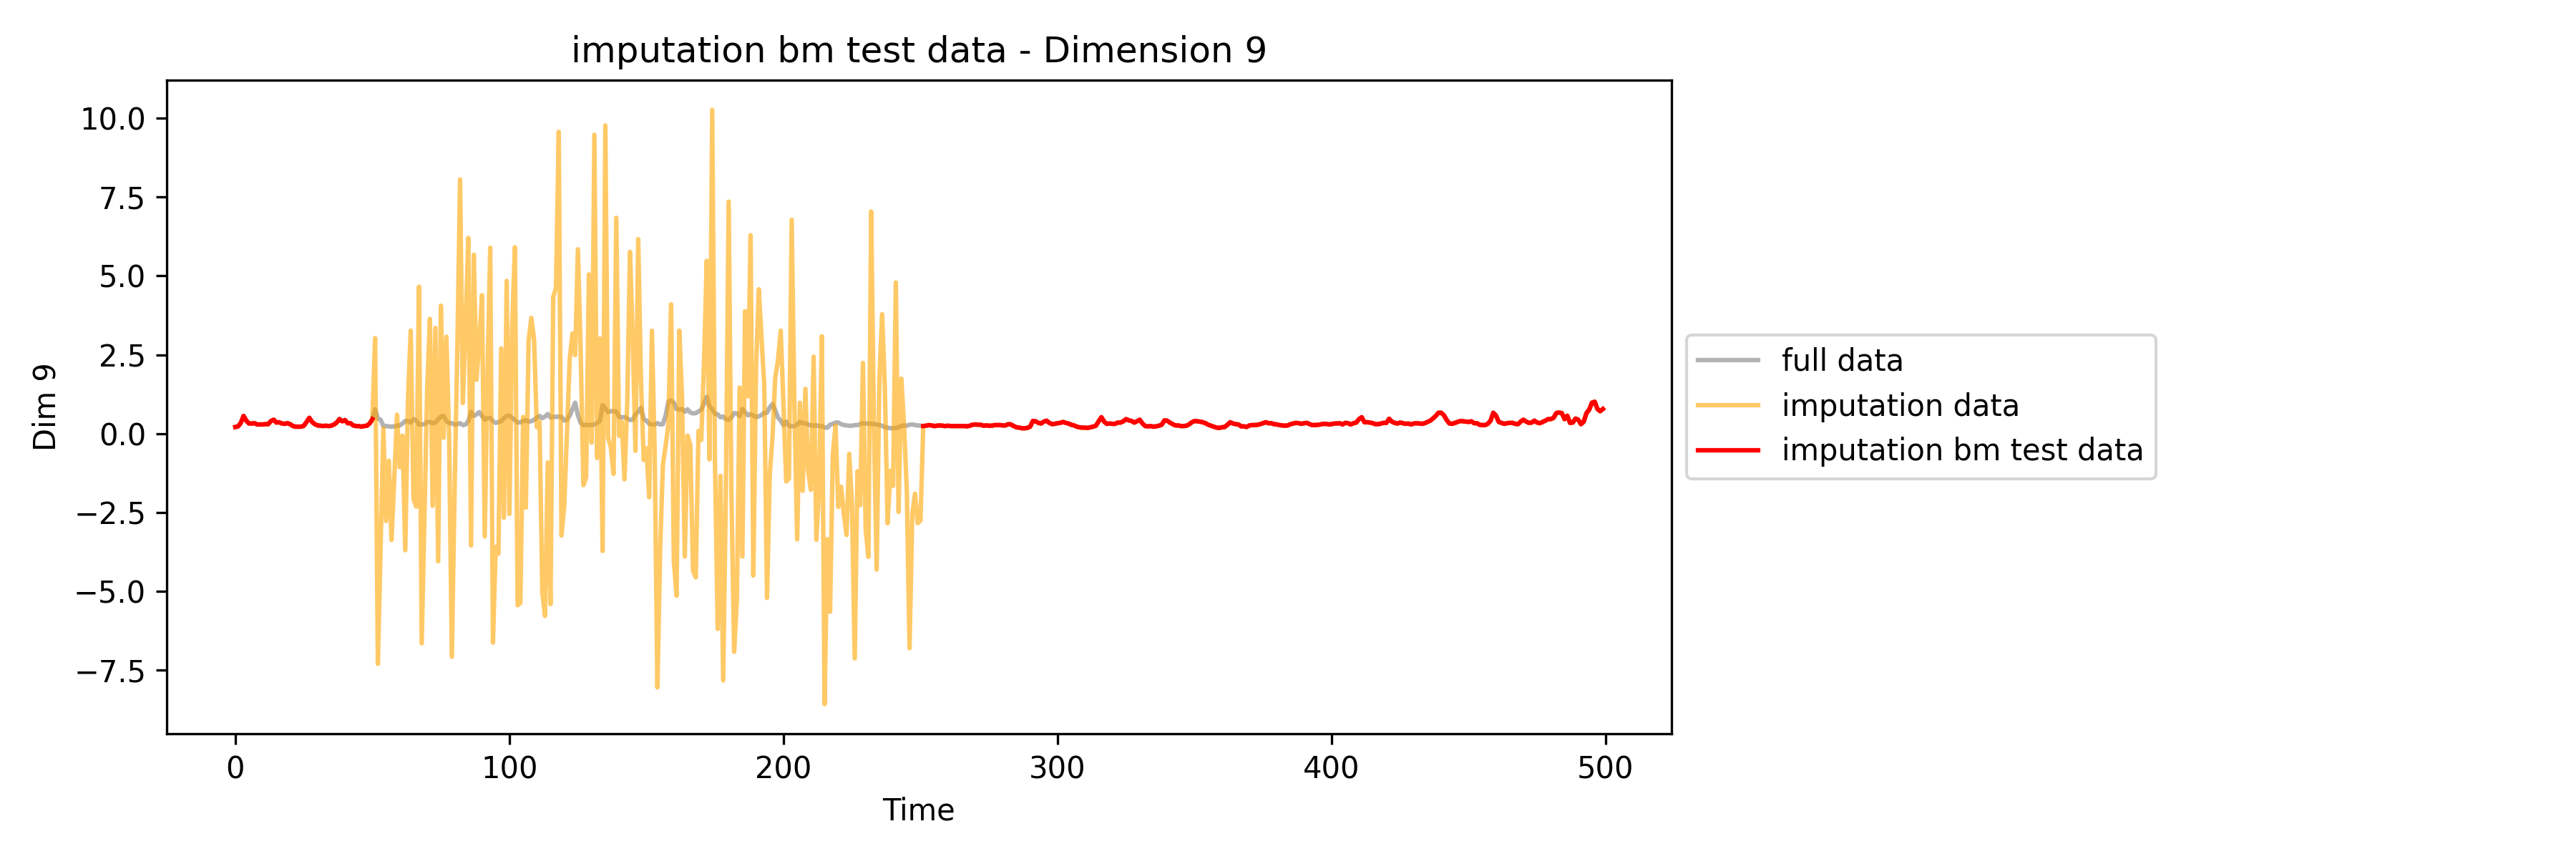 imputation bm test data - Dimension 9
10.0
7.5
5.0
2.5
0.0
−2.5
−5.0
−7.5
Dim 9
0 100 200 300 400 500
Time
full data
imputation data
imputation bm test data